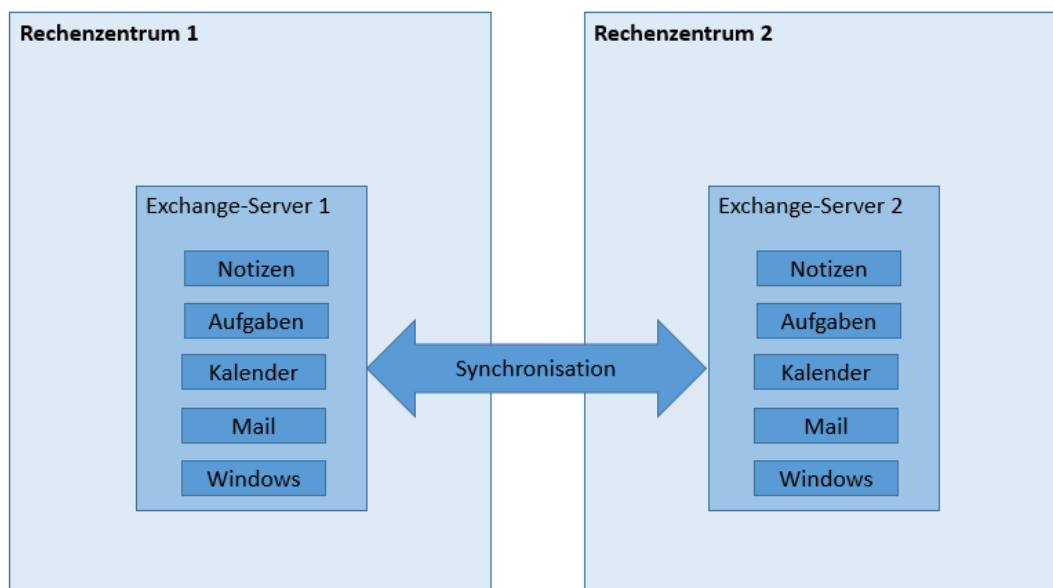 Rechenzentrum 1
Exchange-Server 1
Notizen
Aufgaben
Kalender
Mail
Windows
Synchronisation
Rechenzentrum 2
Exchange-Server 2
Notizen
Aufgaben
Kalender
Mail
Windows